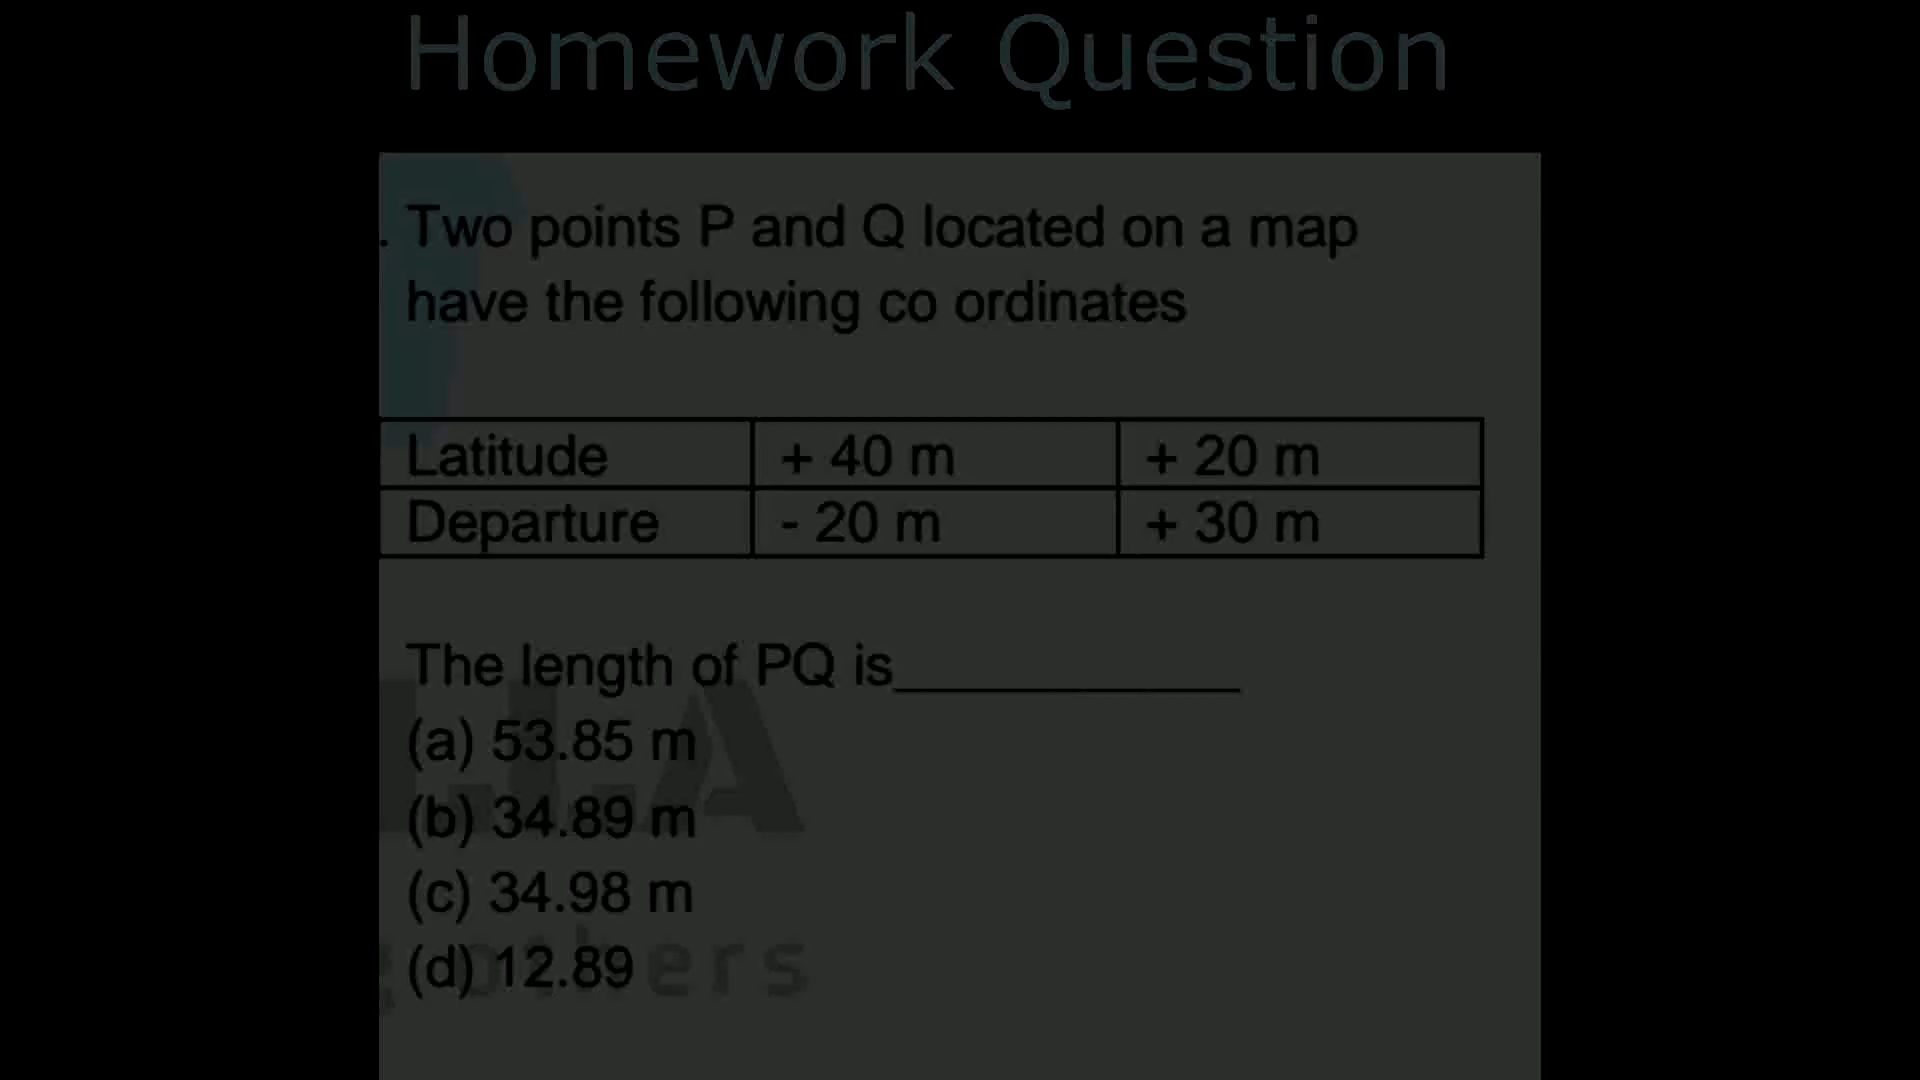 Homework Question
. Two points P and Q located on a map
have the following co ordinates
Latitude + 40 m + 20 m
Departure - 20 m + 30 m
The length of PQ is____________
(a) 53.85 m
(b) 34.89 m
(c) 34.98 m
(d) 12.89